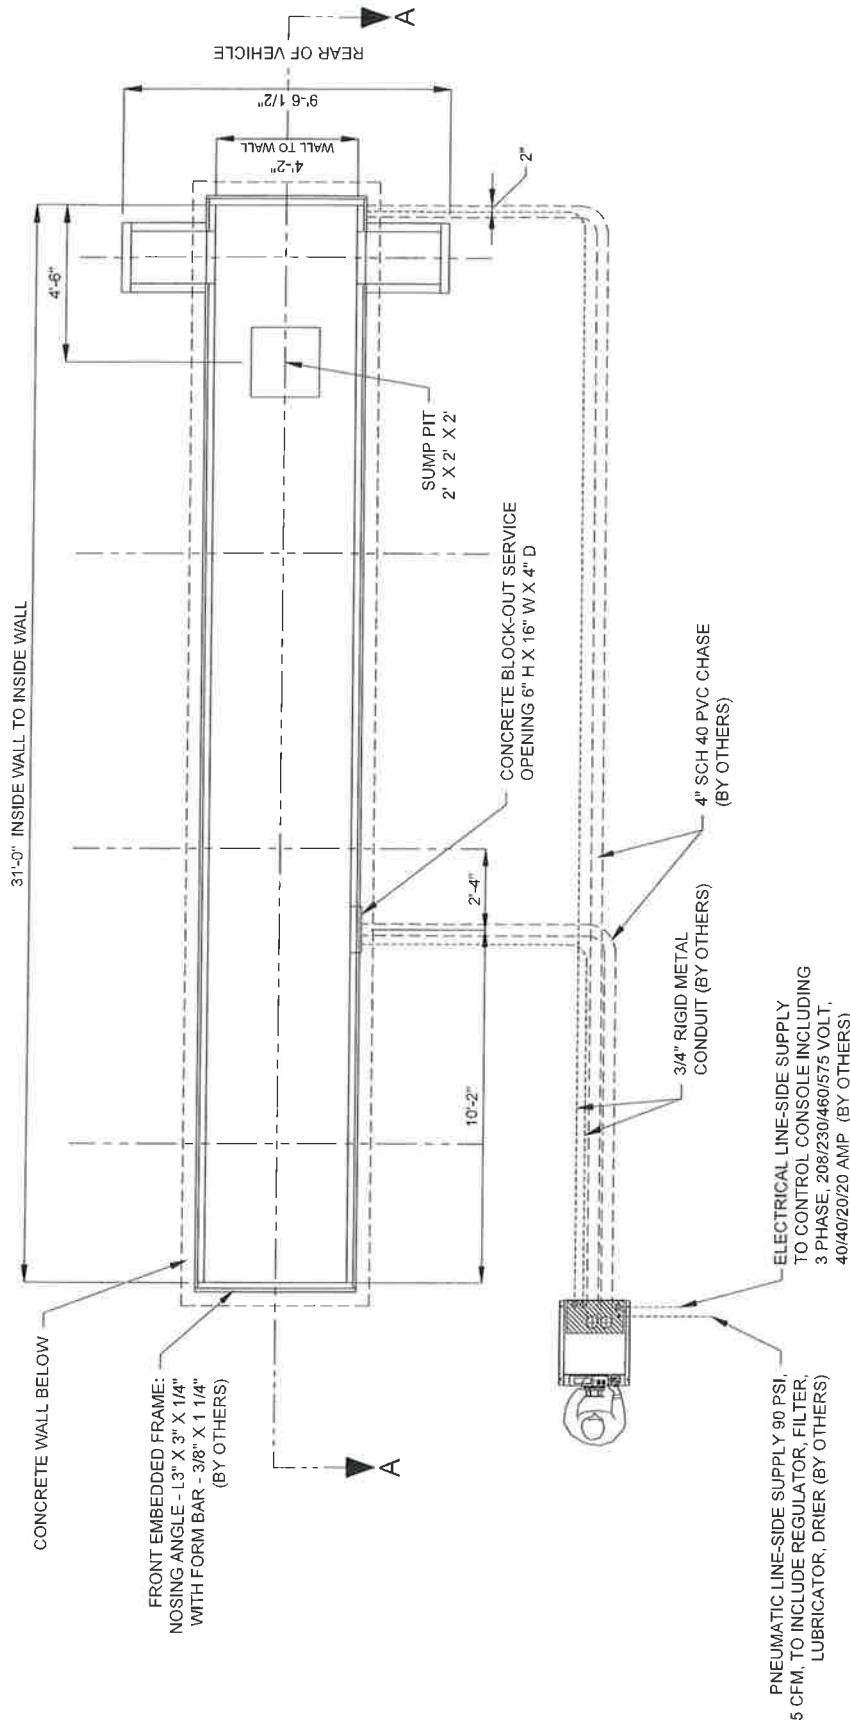 CONCRETE WALL BELOW
FRONT EMBEDDED FRAME:
NOSING ANGLE - L3" X 3" X 1/4"
WITH FORM BAR - 3/8" X 1 1/4"
(BY OTHERS)
31'-0" INSIDE WALL TO INSIDE WALL
4'-6"
4'-2"
WALL TO WALL
9'-6 1/2"
REAR OF VEHICLE
A
A
2"
SUMP PIT
2' X 2' X 2'
CONCRETE BLOCK-OUT SERVICE
OPENING 6" H X 16" W X 4" D
2'-4"
10'-2"
4" SCH 40 PVC CHASE
(BY OTHERS)
3/4" RIGID METAL
CONDUIT (BY OTHERS)
ELECTRICAL LINE-SIDE SUPPLY
TO CONTROL CONSOLE INCLUDING
3 PHASE, 208/230/460/575 VOLT,
40/40/20/20 AMP (BY OTHERS)
PNEUMATIC LINE-SIDE SUPPLY 90 PSI,
5 CFM, TO INCLUDE REGULATOR, FILTER,
LUBRICATOR, DRIER (BY OTHERS)